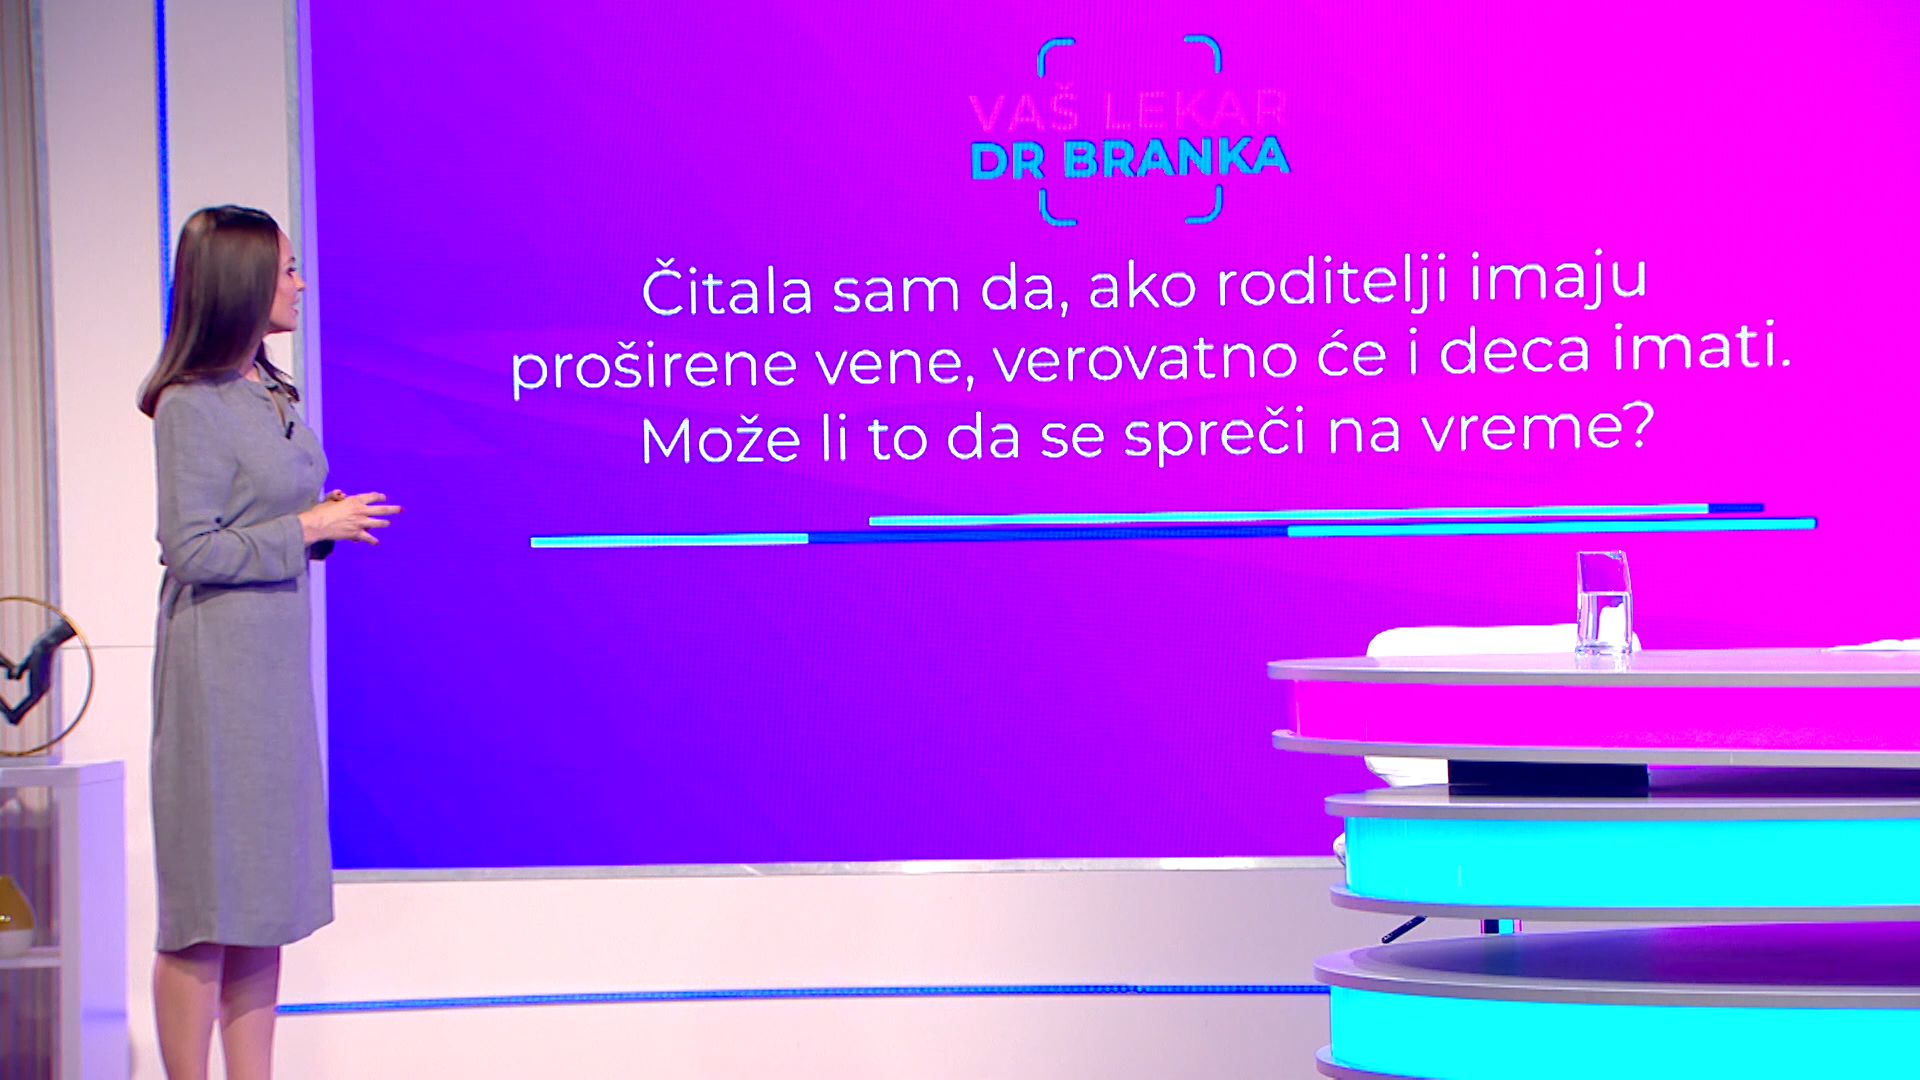 VAŠ LEKAR
DR BRANKA
Čitala sam da, ako roditelji imaju
proširene vene, verovatno će i deca imati.
Može li to da se spreči na vreme?